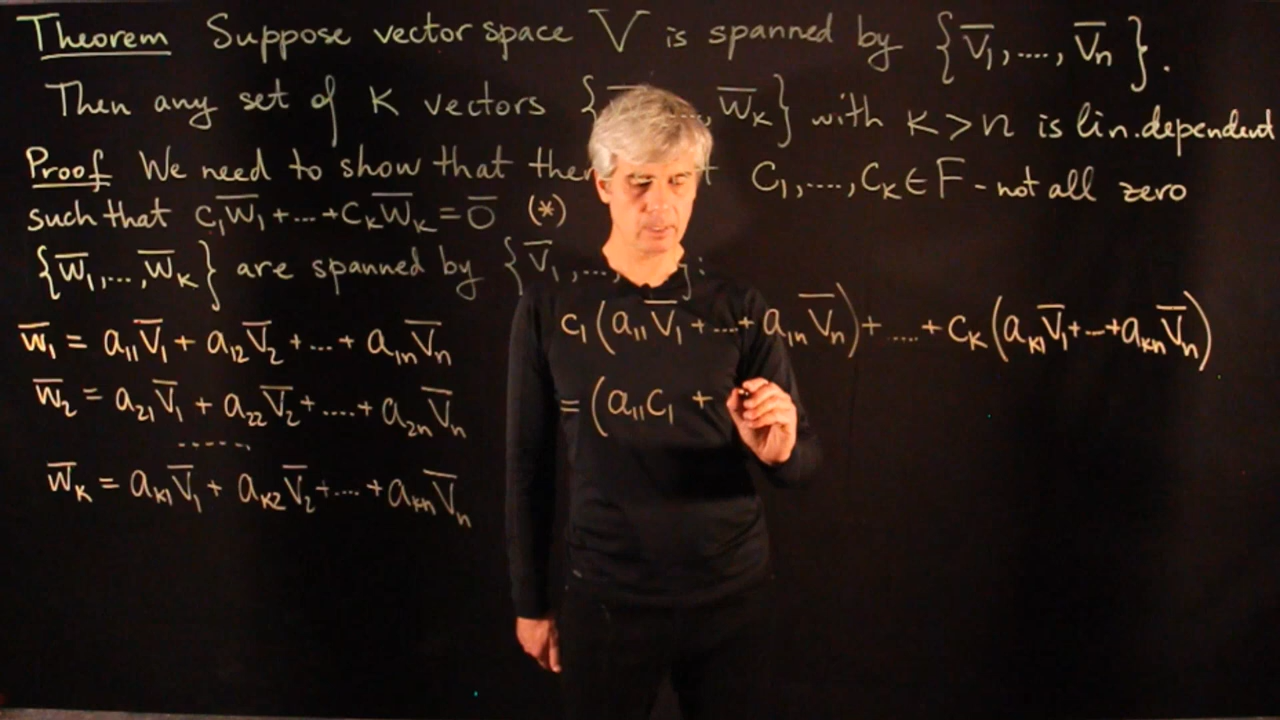 Theorem Suppose vector space V is spanned by {v̅₁,....,v̅ₙ}.
Then any set of K vectors { ...., w̅ₖ} with K > n is lin.dependent
Proof We need to show that C₁,....,Cₖ ∈ F - not all zero
such that c₁w̅₁+...+cₖw̅ₖ = 0̅ (*)
{w̅₁,...,w̅ₖ} are spanned by {v̅₁,..., }:
w̅₁ = a₁₁v̅₁ + a₁₂v̅₂ +...+ a₁ₙv̅ₙ
w̅₂ = a₂₁v̅₁ + a₂₂v̅₂ +....+ a₂ₙv̅ₙ
.....
w̅ₖ = aₖ₁v̅₁ + aₖ₂v̅₂ +....+ aₖₙv̅ₙ
c₁(a₁₁v̅₁ +...+ a₁ₙv̅ₙ) + .... + cₖ(aₖ₁v̅₁+...+aₖₙv̅ₙ)
= (a₁₁c₁ +